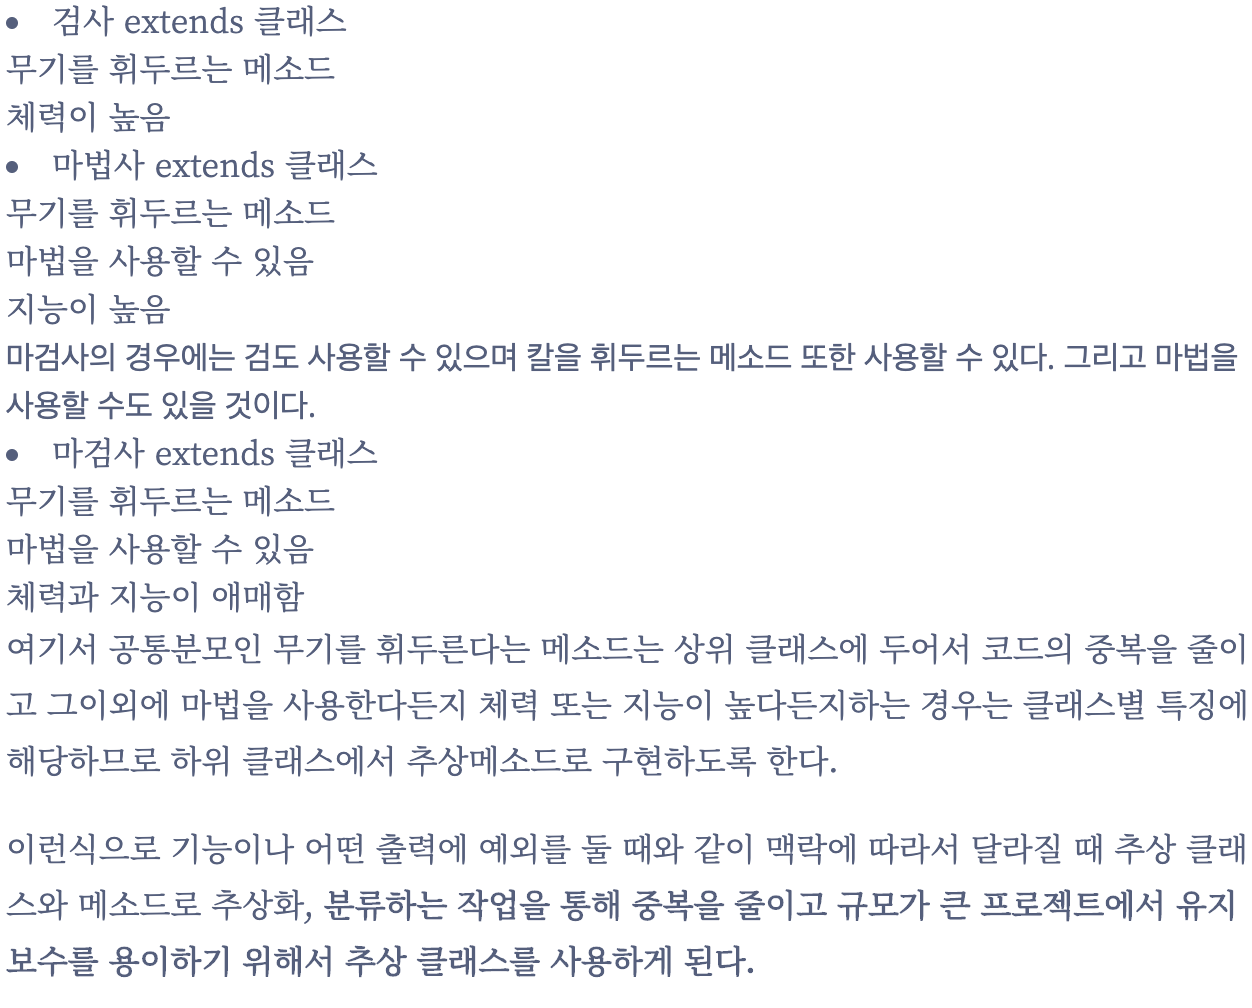 • 검사 extends 클래스
무기를 휘두르는 메소드
체력이 높음
• 마법사 extends 클래스
무기를 휘두르는 메소드
마법을 사용할 수 있음
지능이 높음
마검사의 경우에는 검도 사용할 수 있으며 칼을 휘두르는 메소드 또한 사용할 수 있다. 그리고 마법을
사용할 수도 있을 것이다.
• 마검사 extends 클래스
무기를 휘두르는 메소드
마법을 사용할 수 있음
체력과 지능이 애매함
여기서 공통분모인 무기를 휘두른다는 메소드는 상위 클래스에 두어서 코드의 중복을 줄이
고 그이외에 마법을 사용한다든지 체력 또는 지능이 높다든지하는 경우는 클래스별 특징에
해당하므로 하위 클래스에서 추상메소드로 구현하도록 한다.
이런식으로 기능이나 어떤 출력에 예외를 둘 때와 같이 맥락에 따라서 달라질 때 추상 클래
스와 메소드로 추상화, 분류하는 작업을 통해 중복을 줄이고 규모가 큰 프로젝트에서 유지
보수를 용이하기 위해서 추상 클래스를 사용하게 된다.